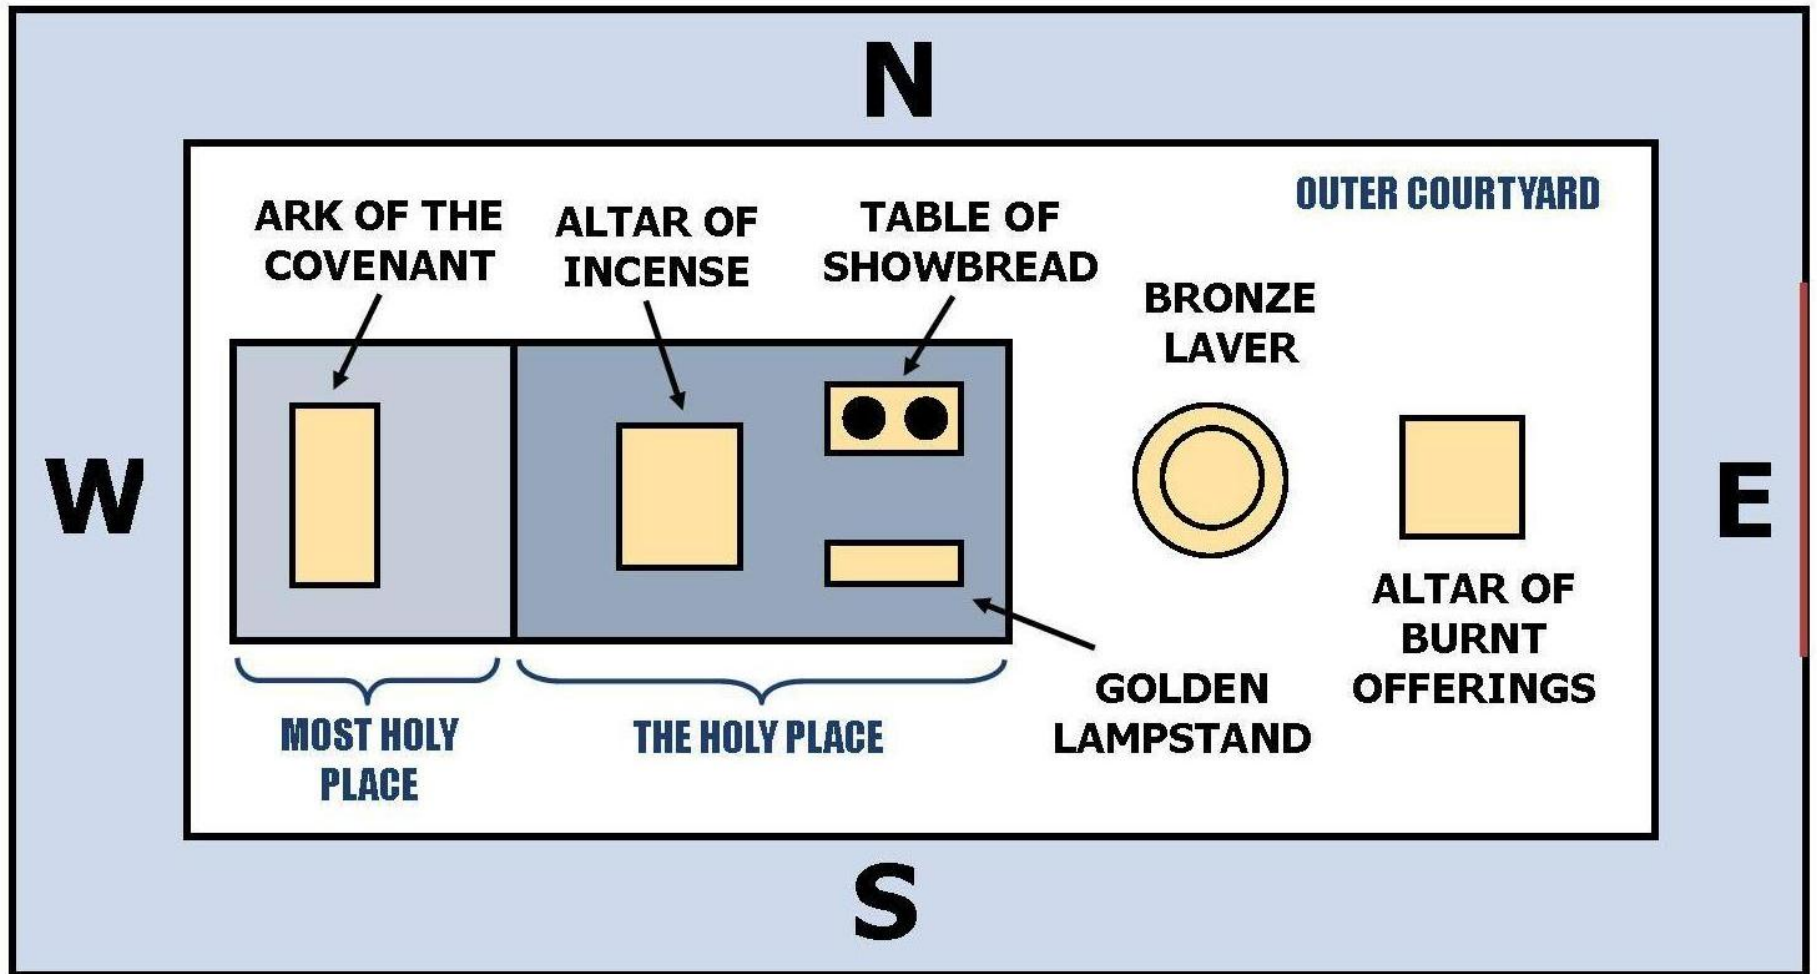 N
OUTER COURTYARD
ARK OF THE
COVENANT
ALTAR OF
INCENSE
TABLE OF
SHOWBREAD
BRONZE
LAVER
W
E
ALTAR OF
BURNT
OFFERINGS
GOLDEN
LAMPSTAND
MOST HOLY
PLACE
THE HOLY PLACE
S